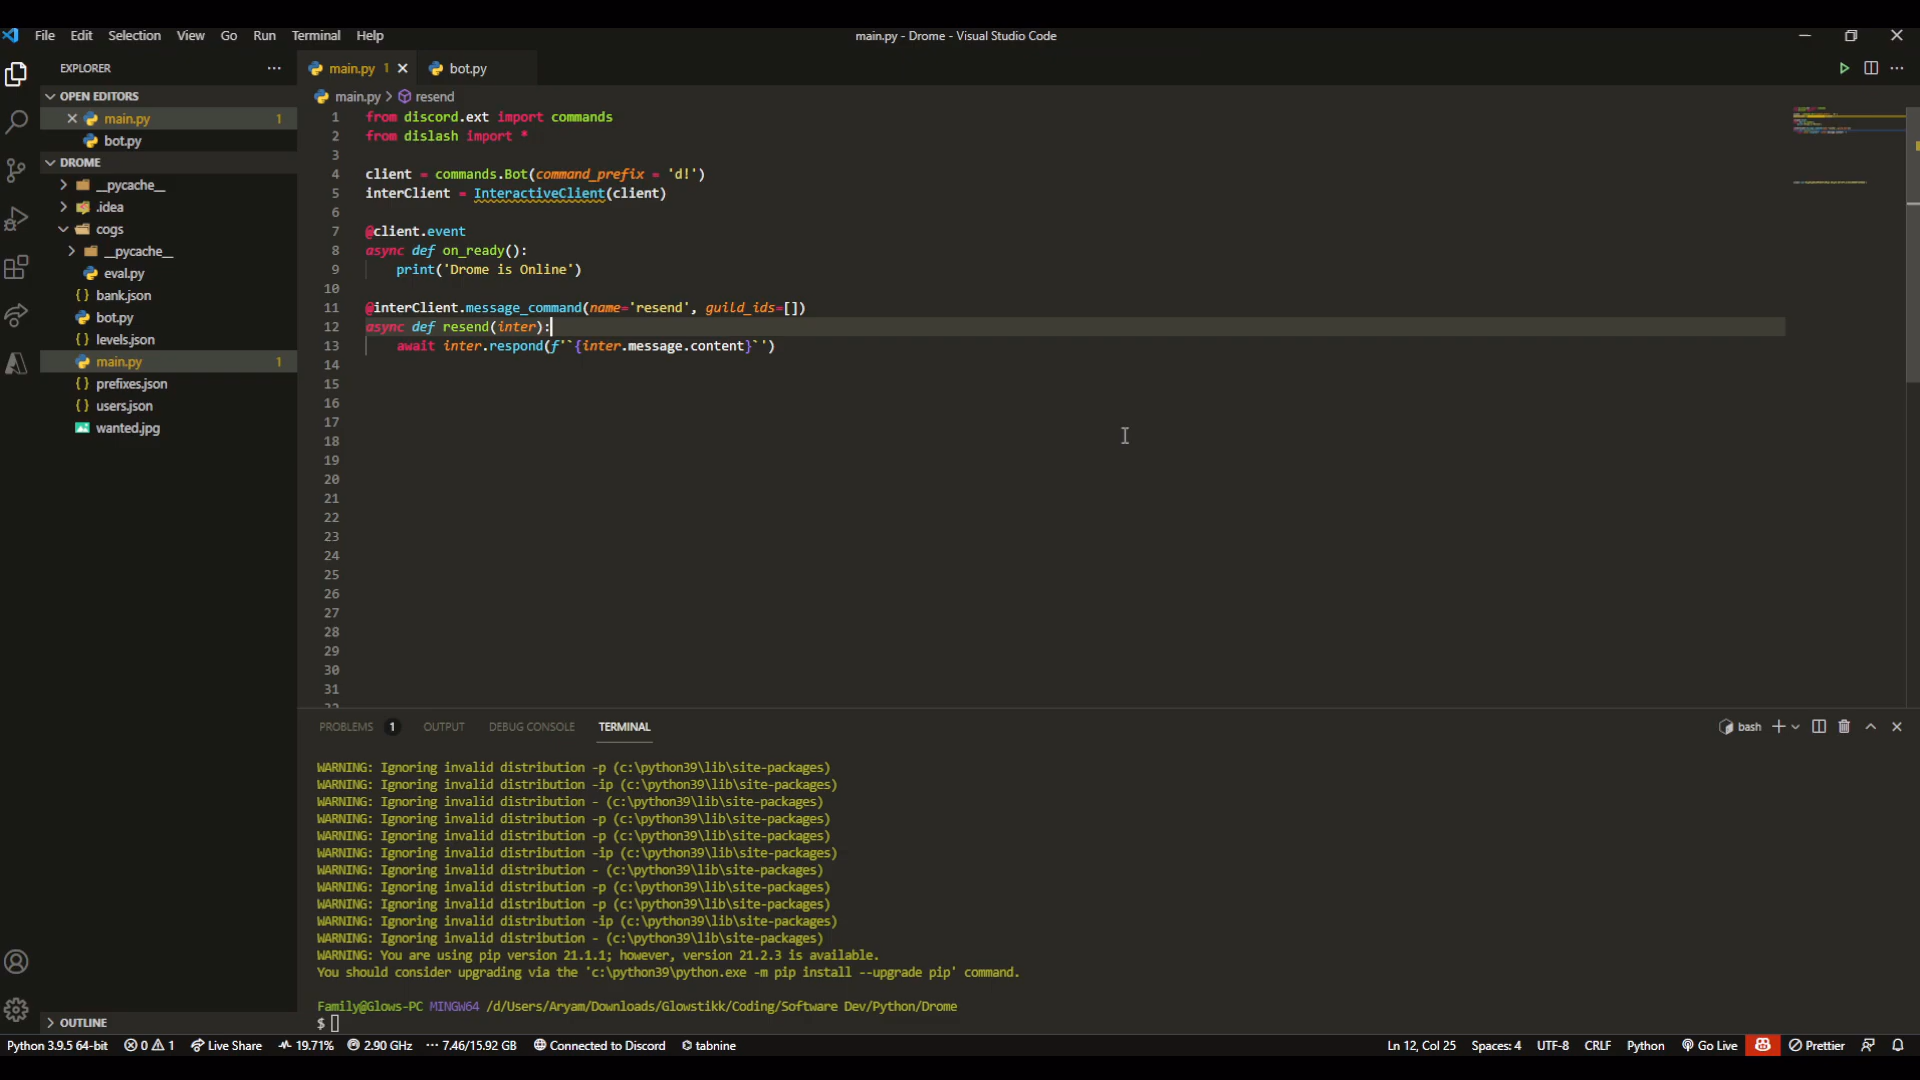 File Edit Selection View Go Run Terminal Help
main.py - Drome - Visual Studio Code
EXPLORER
OPEN EDITORS
main.py 1
bot.py
DROME
__pycache__
.idea
cogs
__pycache__
eval.py
bank.json
bot.py
levels.json
main.py 1
prefixes.json
users.json
wanted.jpg
OUTLINE
main.py 1 bot.py
main.py > resend
1 from discord.ext import commands
2 from dislash import *
3
4 client = commands.Bot(command_prefix = 'd!')
5 interClient = InteractiveClient(client)
6
7 @client.event
8 async def on_ready():
9 print('Drome is Online')
10
11 @interClient.message_command(name='resend', guild_ids=[])
12 async def resend(inter):
13 await inter.respond(f'`{inter.message.content}`')
14
15
16
17
18
19
20
21
22
23
24
25
26
27
28
29
30
31
PROBLEMS 1 OUTPUT DEBUG CONSOLE TERMINAL
bash
WARNING: Ignoring invalid distribution -p (c:\python39\lib\site-packages)
WARNING: Ignoring invalid distribution -ip (c:\python39\lib\site-packages)
WARNING: Ignoring invalid distribution - (c:\python39\lib\site-packages)
WARNING: Ignoring invalid distribution -p (c:\python39\lib\site-packages)
WARNING: Ignoring invalid distribution -p (c:\python39\lib\site-packages)
WARNING: Ignoring invalid distribution -ip (c:\python39\lib\site-packages)
WARNING: Ignoring invalid distribution - (c:\python39\lib\site-packages)
WARNING: Ignoring invalid distribution -p (c:\python39\lib\site-packages)
WARNING: Ignoring invalid distribution -p (c:\python39\lib\site-packages)
WARNING: Ignoring invalid distribution -ip (c:\python39\lib\site-packages)
WARNING: Ignoring invalid distribution - (c:\python39\lib\site-packages)
WARNING: You are using pip version 21.1.1; however, version 21.2.3 is available.
You should consider upgrading via the 'c:\python39\python.exe -m pip install --upgrade pip' command.
Family@Glows-PC MINGW64 /d/Users/Aryam/Downloads/Glowstikk/Coding/Software Dev/Python/Drome
$
Python 3.9.5 64-bit 0 1 Live Share 19.71% 2.90 GHz 7.46/15.92 GB Connected to Discord tabnine Ln 12, Col 25 Spaces: 4 UTF-8 CRLF Python Go Live Prettier